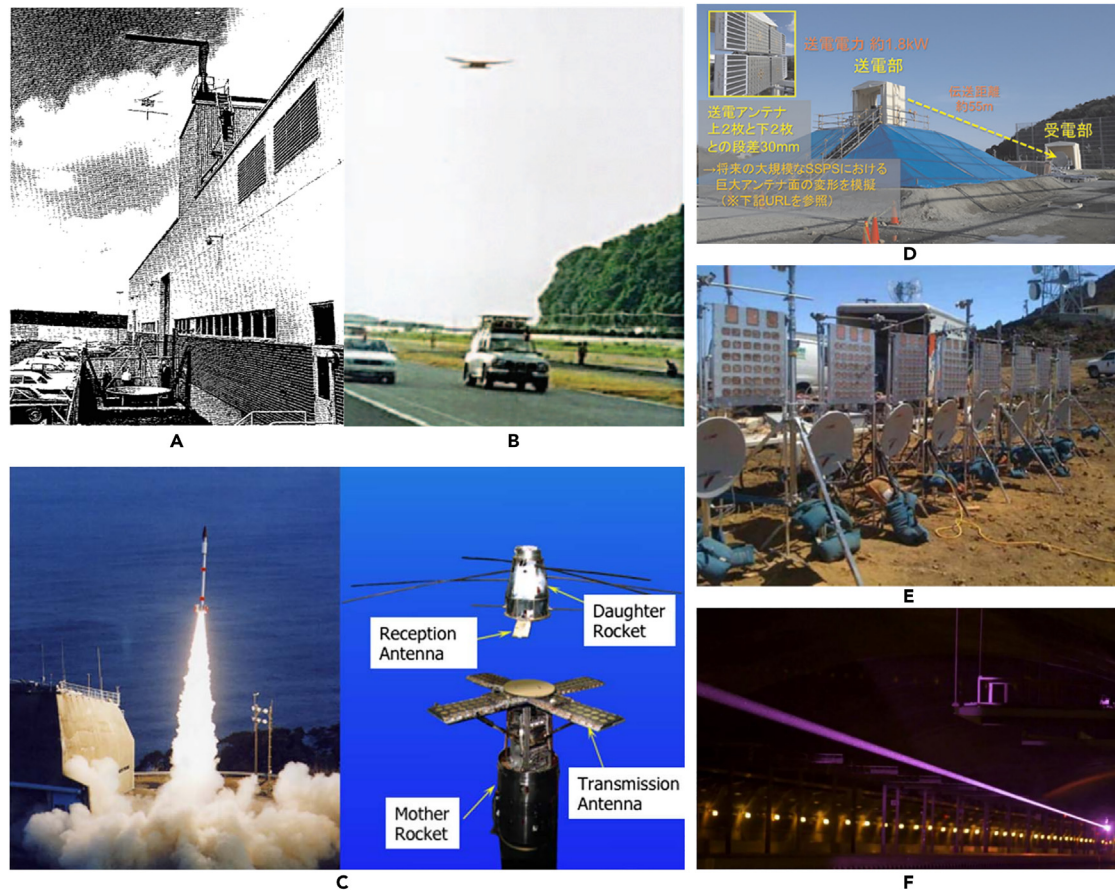 A
B
送電電力 約1.8kW
送電部
伝送距離
約55m
受電部
送電アンテナ
上2枚と下2枚
との段差30mm
→将来の大規模なSSPSにおける
巨大アンテナ面の変形を模擬
(※下記URLを参照)
D
E
Reception
Antenna
Daughter
Rocket
Mother
Rocket
Transmission
Antenna
C
F